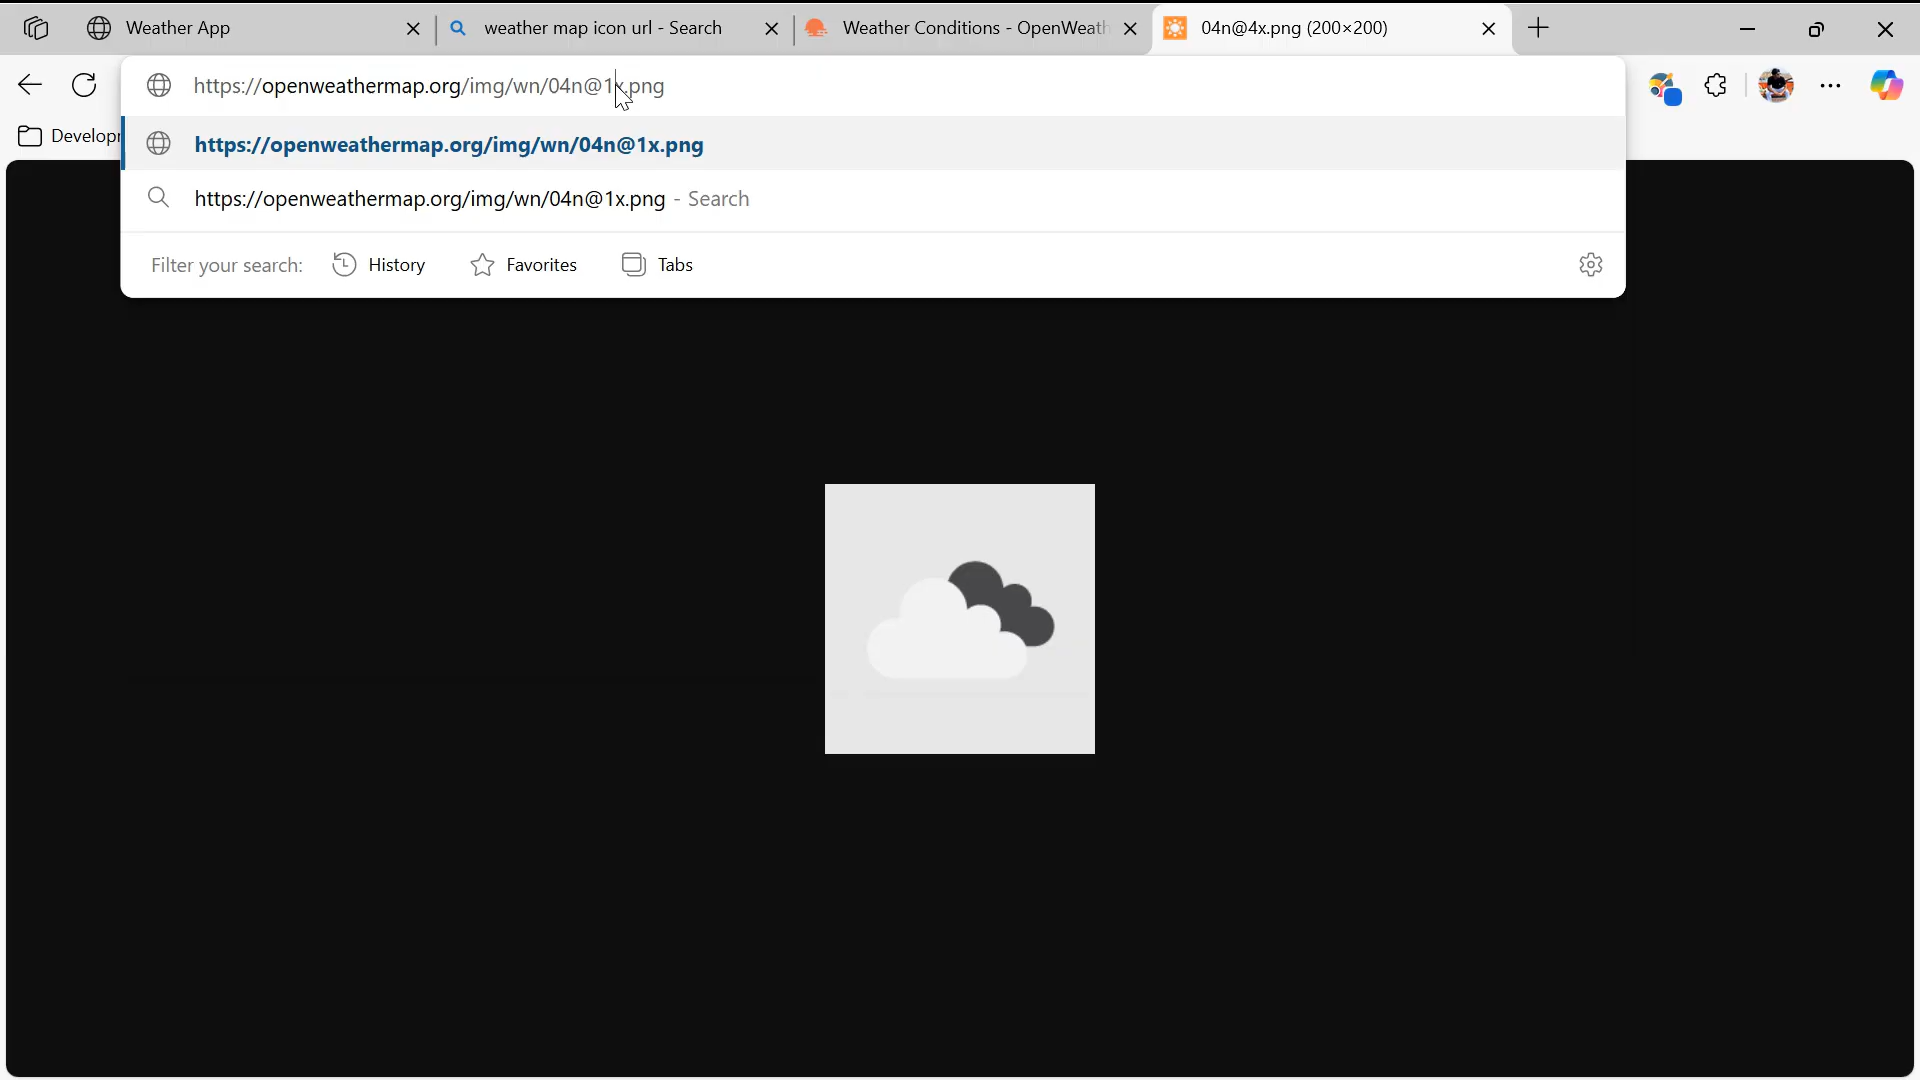 Weather App
weather map icon url - Search
Weather Conditions - OpenWeath
04n@4x.png (200×200)
https://openweathermap.org/img/wn/04n@1x.png
Develop
https://openweathermap.org/img/wn/04n@1x.png
https://openweathermap.org/img/wn/04n@1x.png - Search
Filter your search: History Favorites Tabs